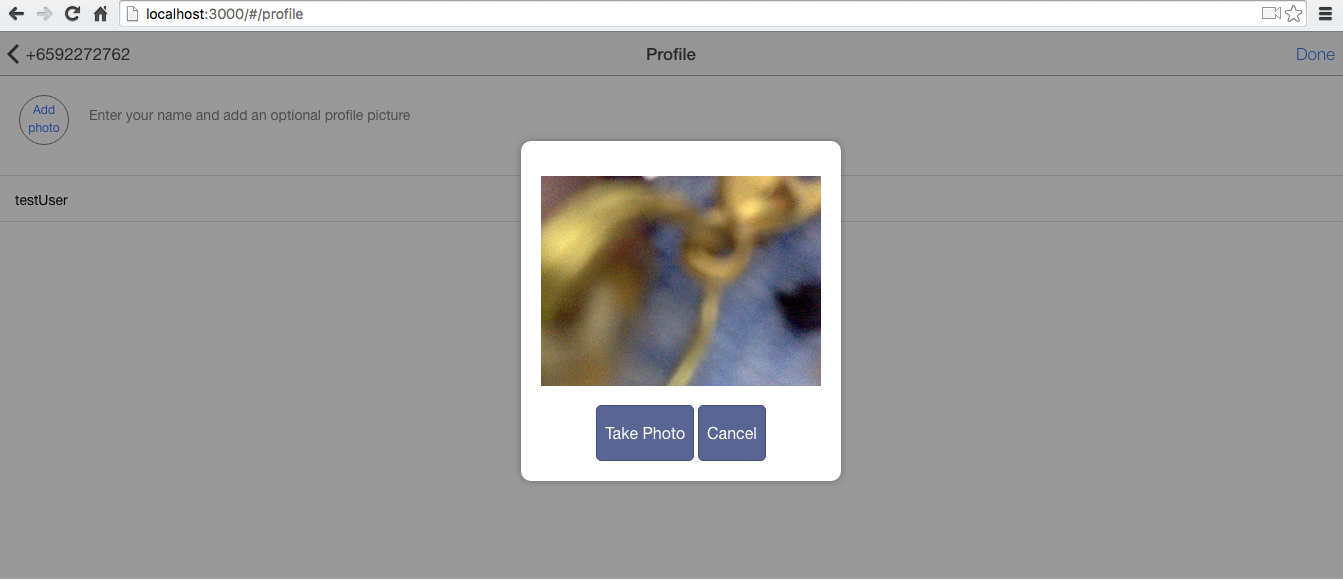 localhost:3000/#/profile
+6592272762
Profile
Done
Add
photo
Enter your name and add an optional profile picture
testUser
Take Photo
Cancel